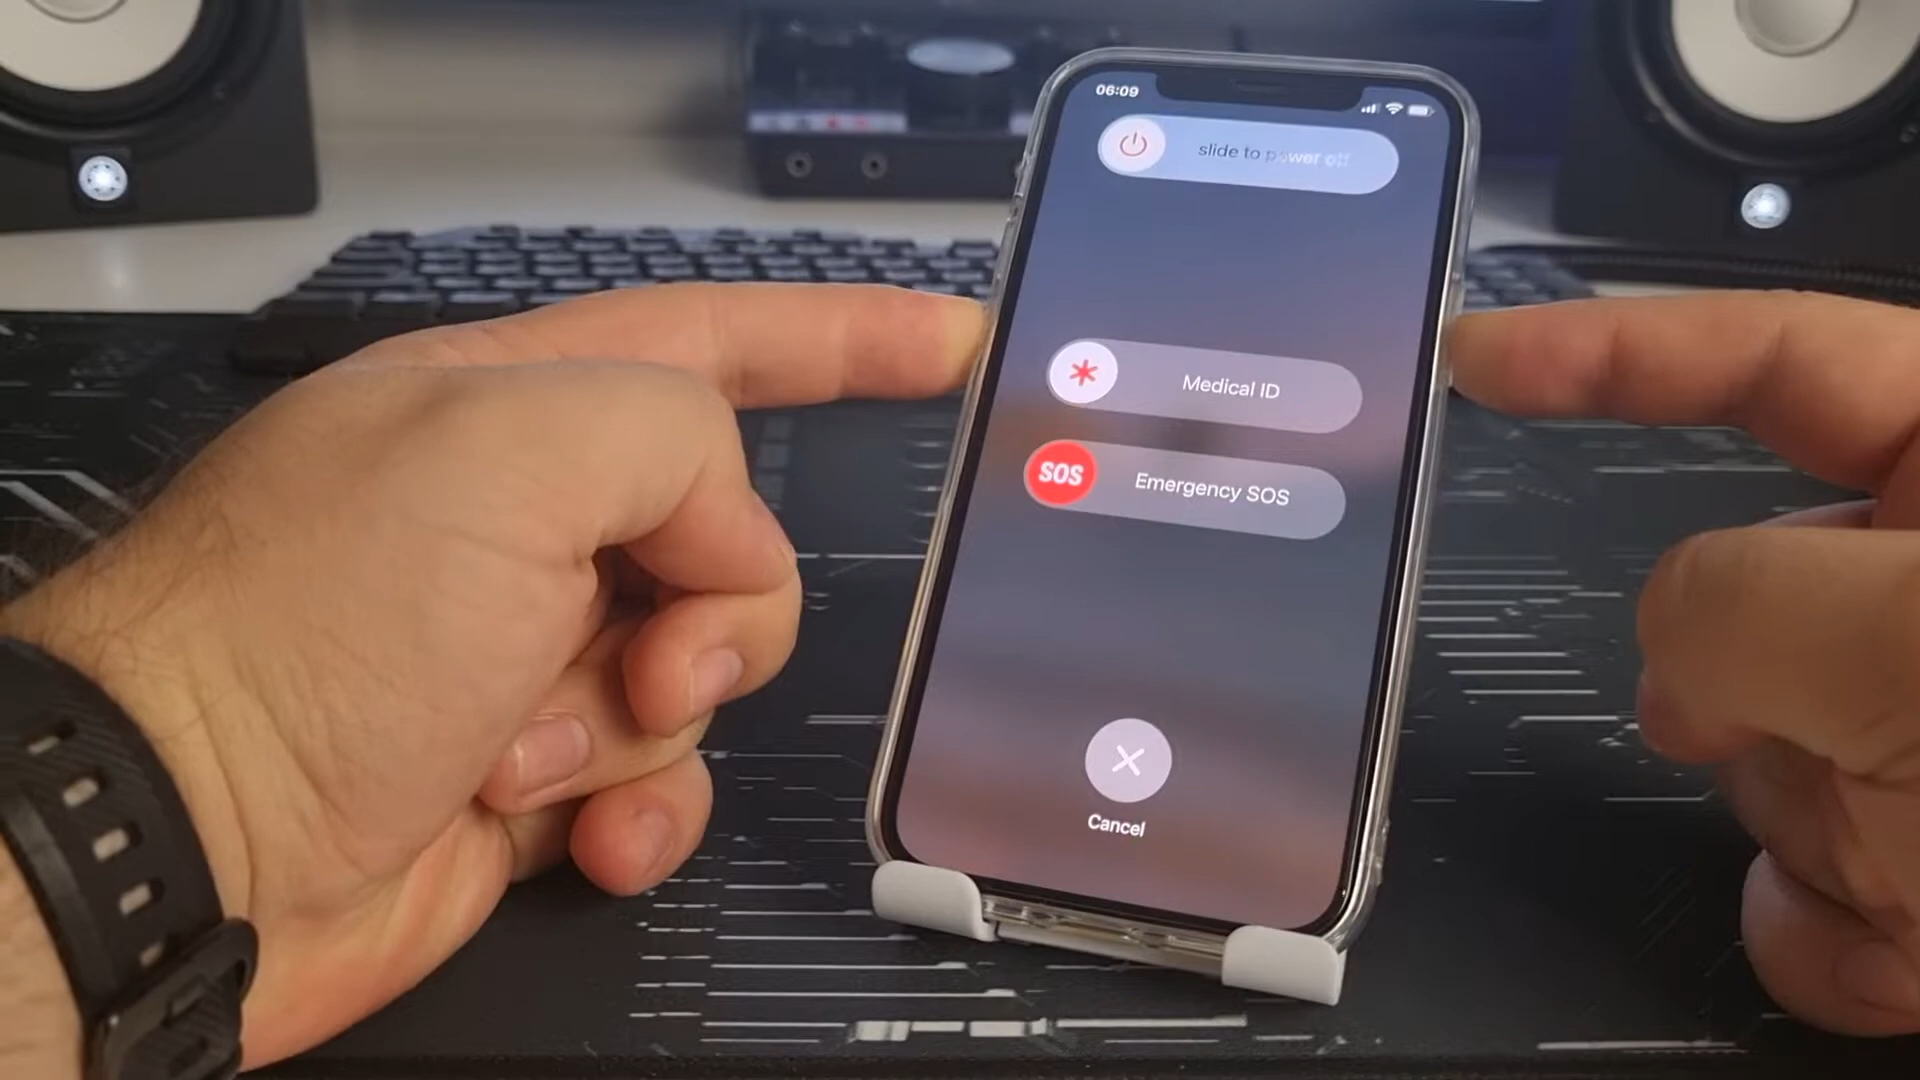 06:09
slide to power off
Medical ID
SOS
Emergency SOS
Cancel